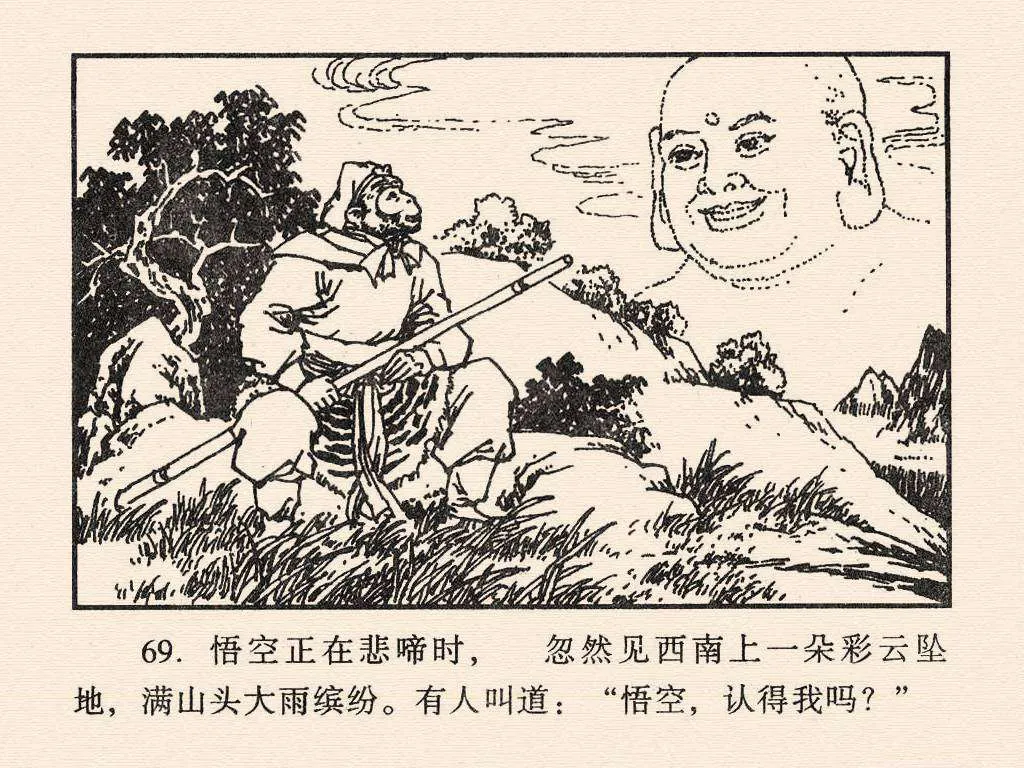 69. 悟空正在悲啼时， 忽然见西南上一朵彩云坠
地，满山头大雨缤纷。有人叫道：“悟空，认得我吗？”